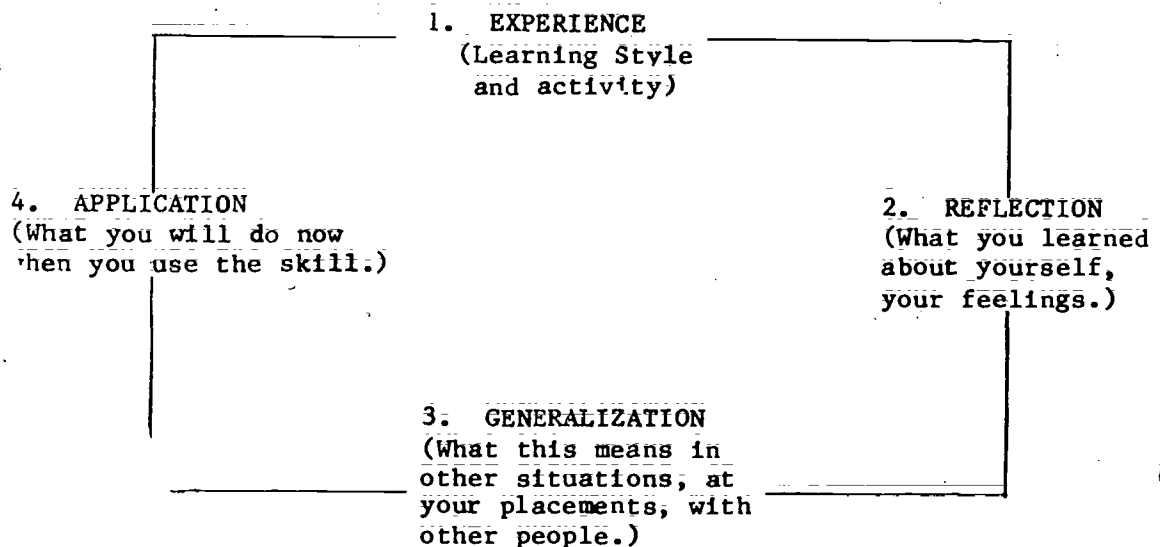 1. EXPERIENCE
(Learning Style
and activity)
2. REFLECTION
(What you learned
about yourself,
your feelings.)
3. GENERALIZATION
(What this means in
other situations, at
your placements, with
other people.)
4. APPLICATION
(What you will do now
hen you use the skill.)